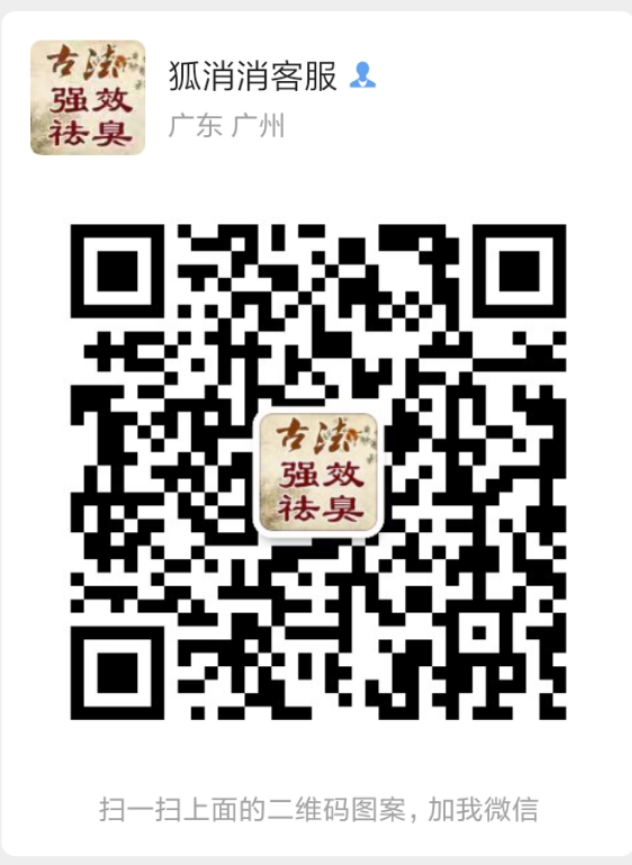 古法
强效
祛臭
狐消消客服
广东 广州
古法
强效
祛臭
扫一扫上面的二维码图案，加我微信